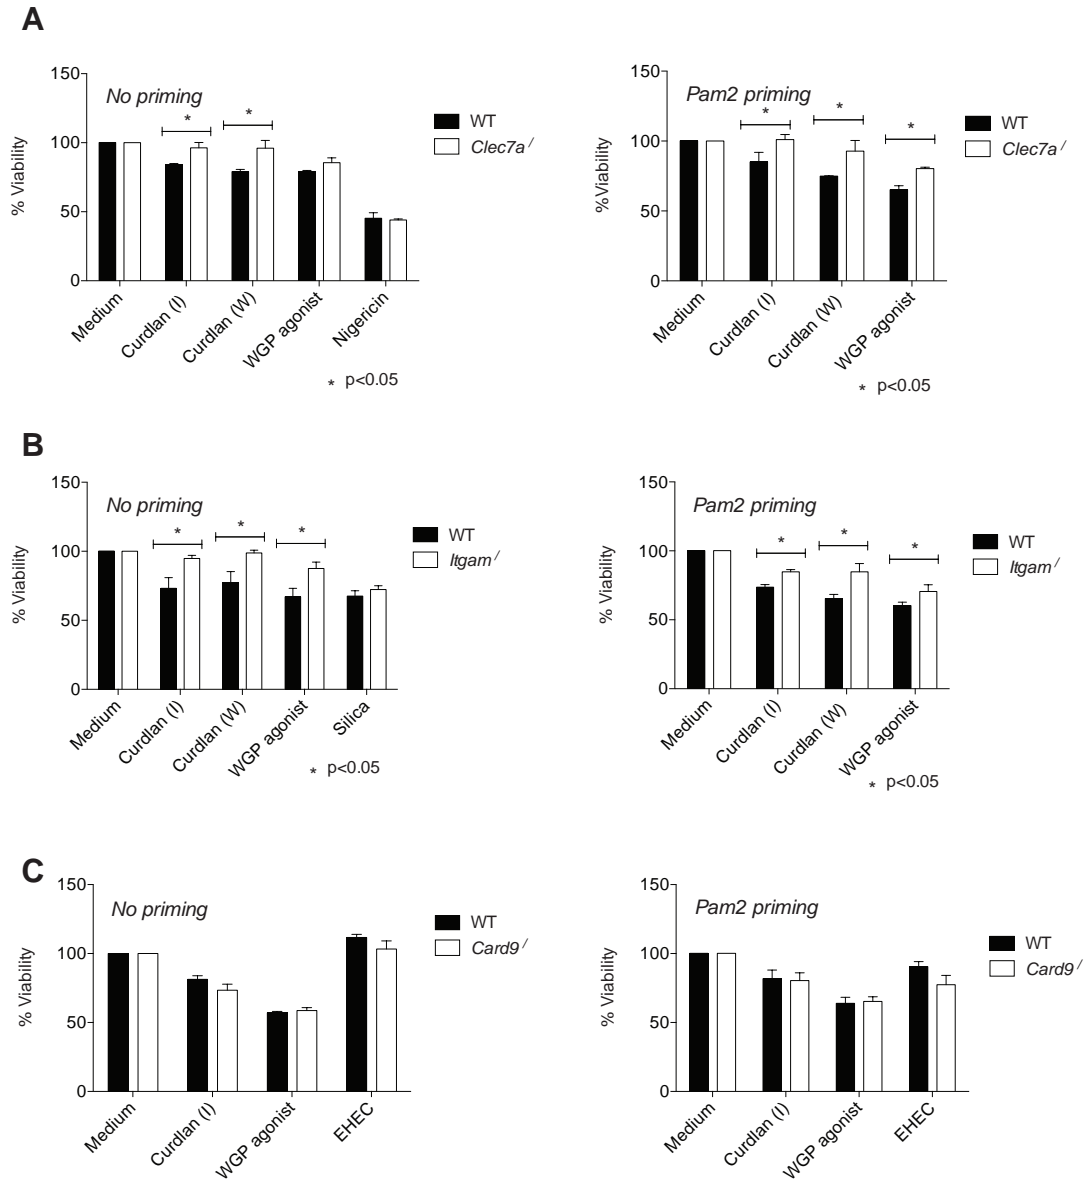 A
No priming
150
100
50
0
% Viability
* *
Medium
Curdlan (I)
Curdlan (W)
WGP agonist
Nigericin
WT
Clec7a /
* p<0.05
Pam2 priming
150
100
50
0
%Viability
* * *
Medium
Curdlan (I)
Curdlan (W)
WGP agonist
WT
Clec7a /
* p<0.05
B
No priming
150
100
50
0
% Viability
* * *
Medium
Curdlan (I)
Curdlan (W)
WGP agonist
Silica
WT
Itgam /
* p<0.05
Pam2 priming
150
100
50
0
% Viability
* * *
Medium
Curdlan (I)
Curdlan (W)
WGP agonist
WT
Itgam /
* p<0.05
C
No priming
150
100
50
0
% Viability
Medium
Curdlan (I)
WGP agonist
EHEC
WT
Card9 /
Pam2 priming
150
100
50
0
% Viability
Medium
Curdlan (I)
WGP agonist
EHEC
WT
Card9 /